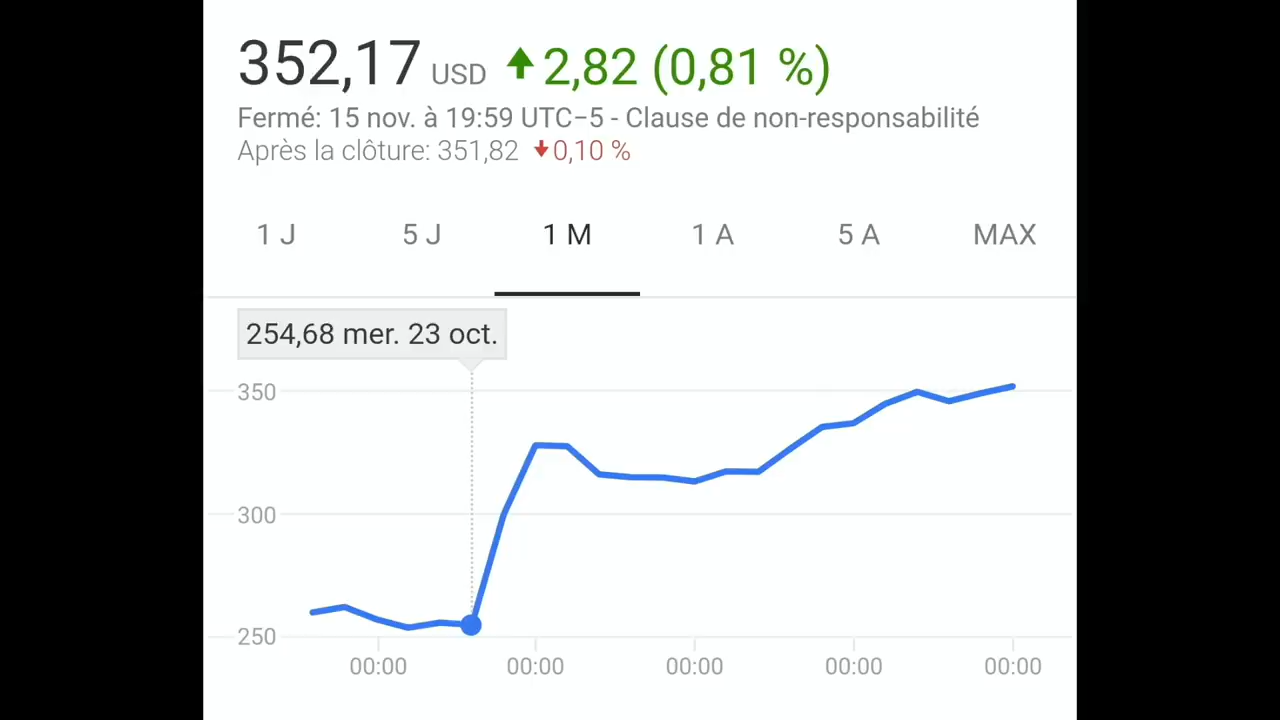 352,17 USD ↑2,82 (0,81 %)
Fermé: 15 nov. à 19:59 UTC−5 - Clause de non-responsabilité
Après la clôture: 351,82 ↓0,10 %
1 J 5 J 1 M 1 A 5 A MAX
254,68 mer. 23 oct.
350
300
250
00:00 00:00 00:00 00:00 00:00